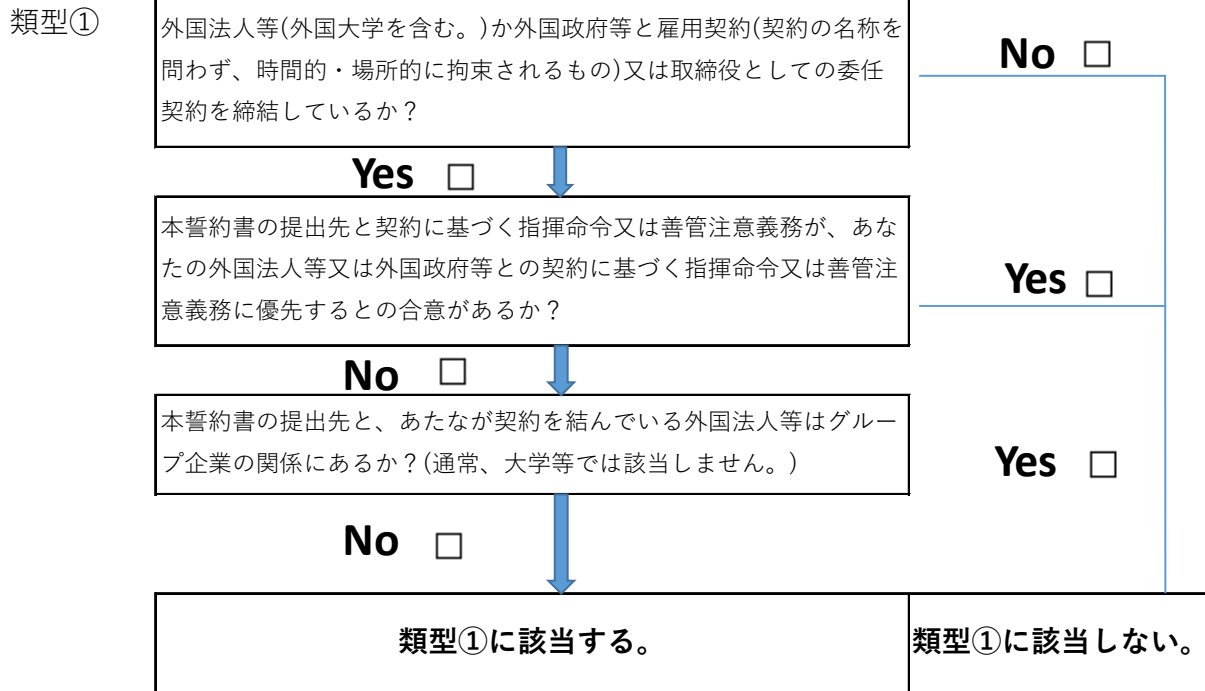 類型①
外国法人等(外国大学を含む。)か外国政府等と雇用契約(契約の名称を
問わず、時間的・場所的に拘束されるもの)又は取締役としての委任
契約を締結しているか？
No □
Yes □
本誓約書の提出先と契約に基づく指揮命令又は善管注意義務が、あな
たの外国法人等又は外国政府等との契約に基づく指揮命令又は善管注
意義務に優先するとの合意があるか？
Yes □
No □
本誓約書の提出先と、あたなが契約を結んでいる外国法人等はグルー
プ企業の関係にあるか？(通常、大学等では該当しません。)
Yes □
No □
類型①に該当する。
類型①に該当しない。